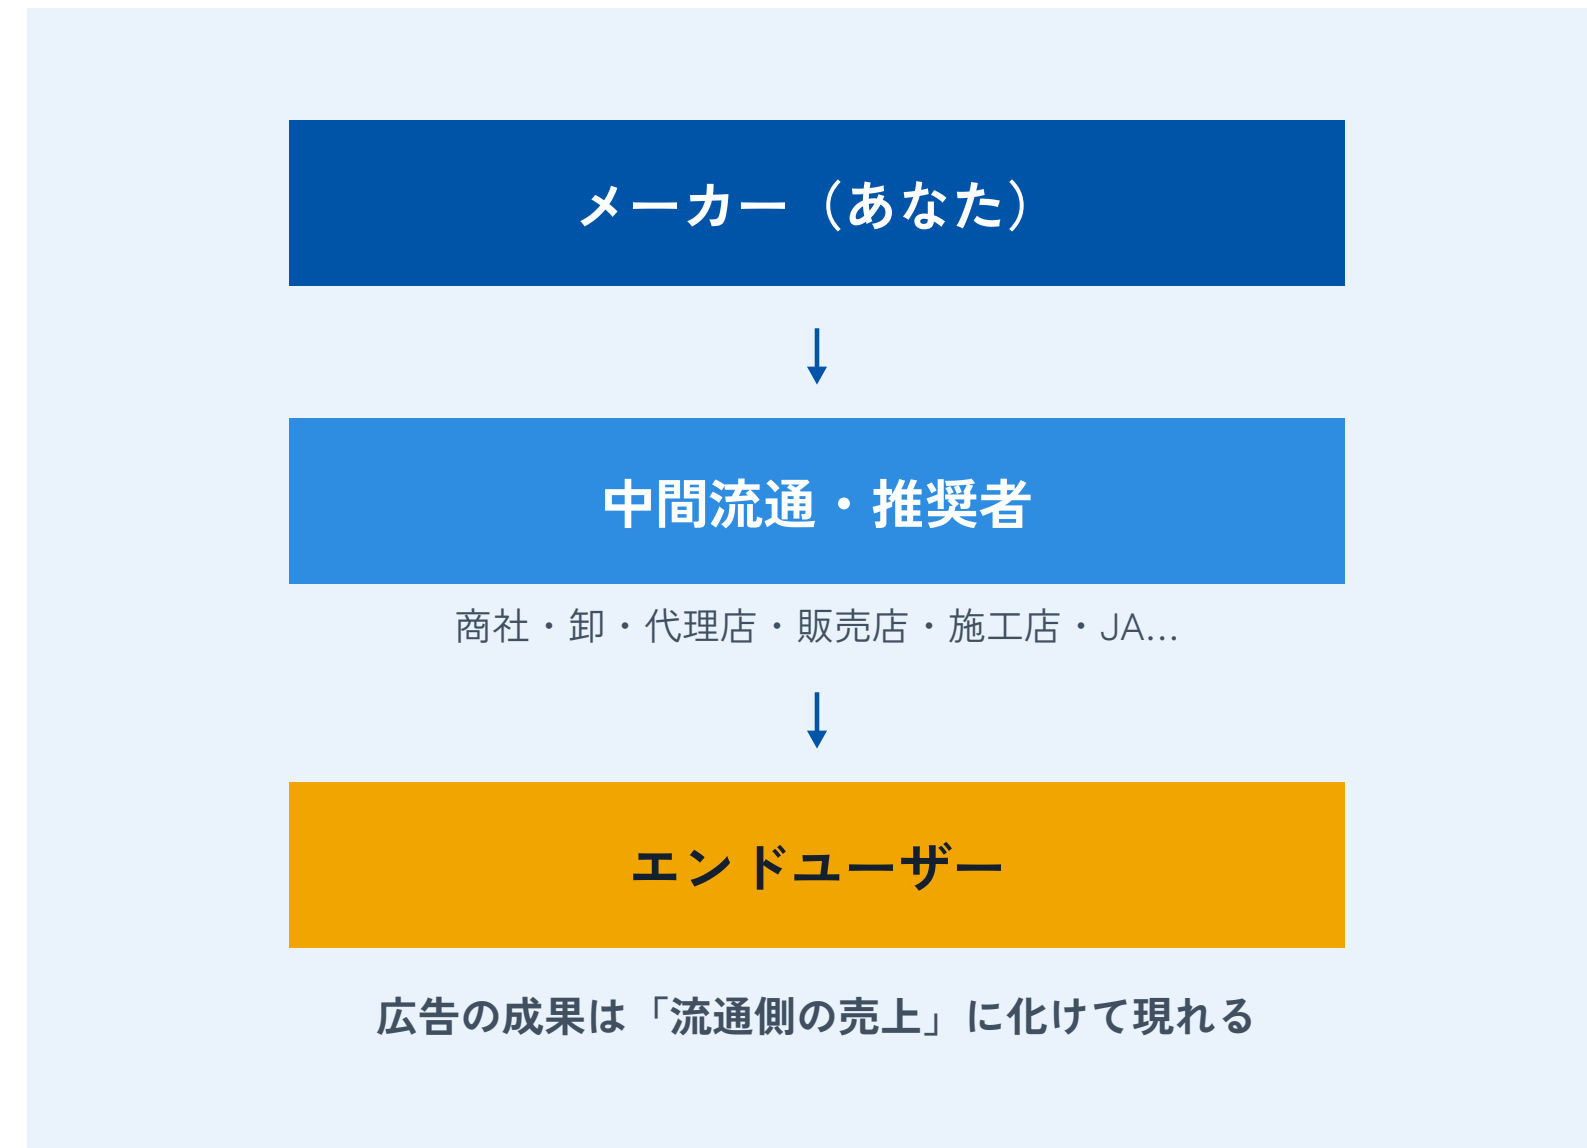 メーカー（あなた）
中間流通・推奨者
商社・卸・代理店・販売店・施工店・JA...
エンドユーザー
広告の成果は「流通側の売上」に化けて現れる